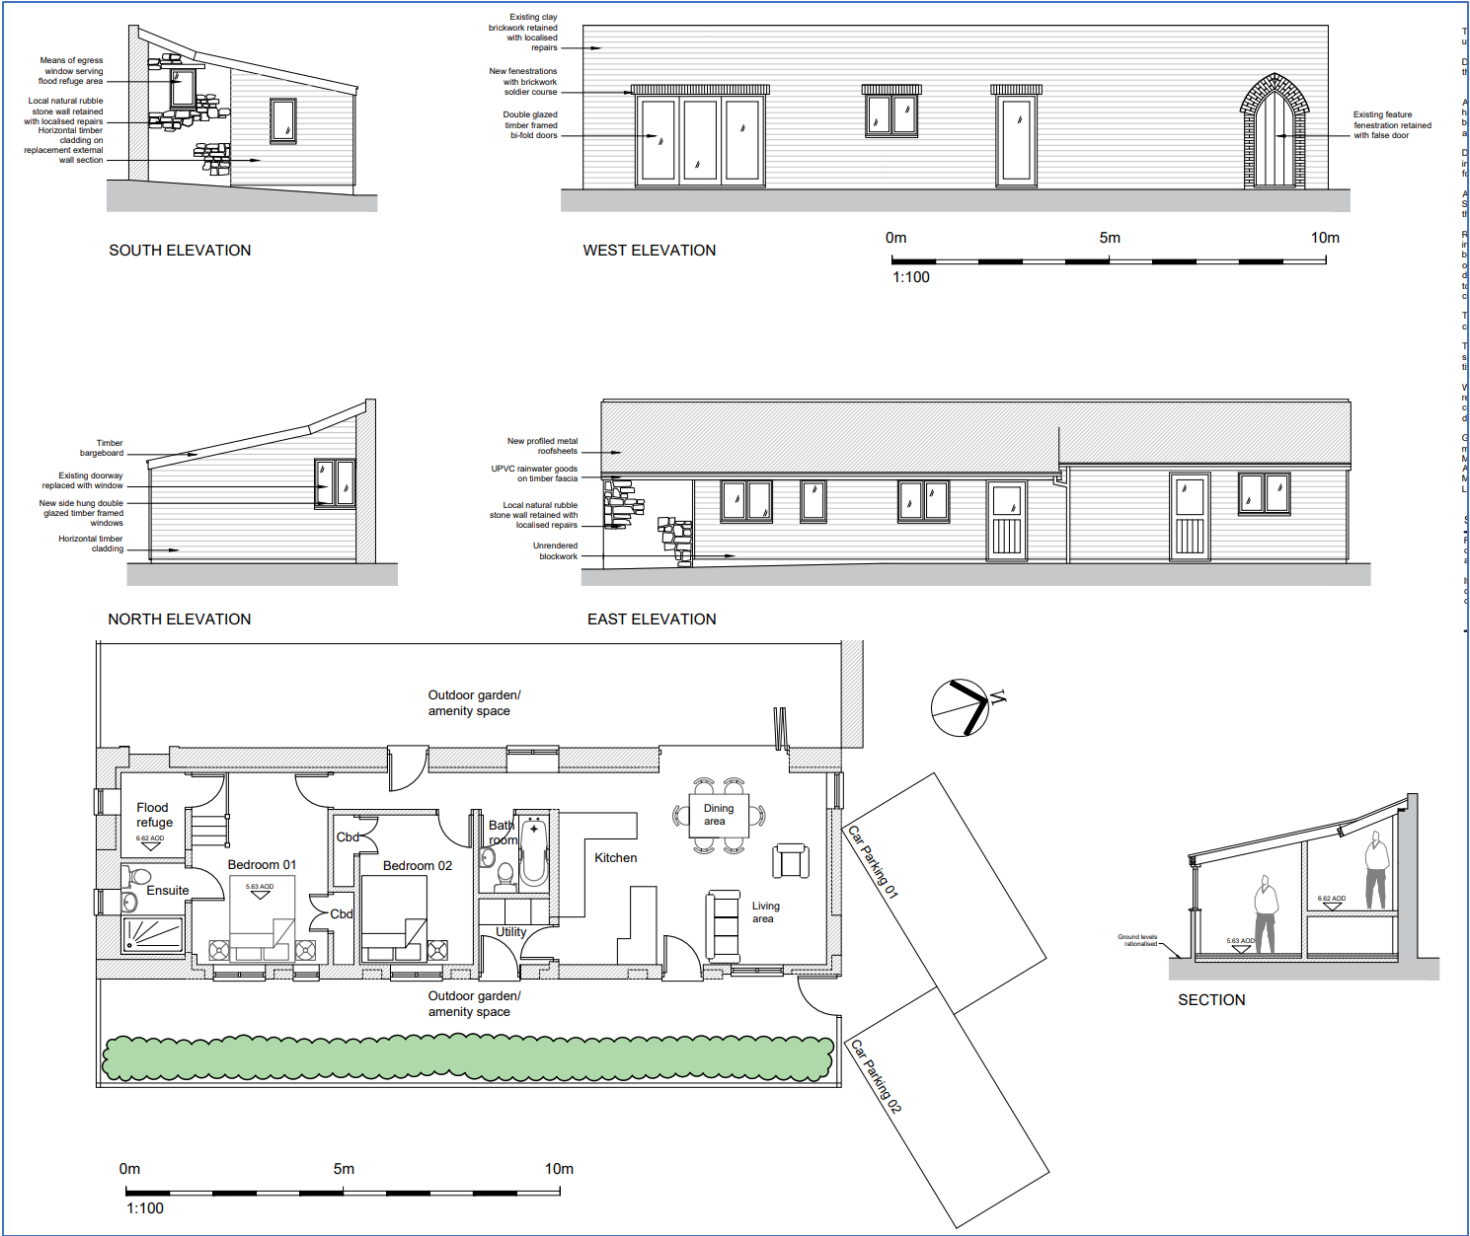 Means of egress
window serving
flood refuge area
Local natural rubble
stone wall retained
with localised repairs
Horizontal timber
cladding on
replacement external
wall section
SOUTH ELEVATION
Existing clay
brickwork retained
with localised
repairs
New fenestrations
with brickwork
soldier course
Double glazed
timber framed
bi-fold doors
Existing feature
fenestration retained
with false door
WEST ELEVATION
0m 5m 10m
1:100
Timber
bargeboard
Existing doorway
replaced with window
New side hung double
glazed timber framed
windows
Horizontal timber
cladding
NORTH ELEVATION
New profiled metal
roofsheets
UPVC rainwater goods
on timber fascia
Local natural rubble
stone wall retained with
localised repairs
Unrendered
blockwork
EAST ELEVATION
Outdoor garden/
amenity space
N
Flood
refuge
6.62 AOD
Ensuite
Bedroom 01
5.63 AOD
Cbd
Cbd
Bedroom 02
Bath
room
Utility
Kitchen
Dining
area
Living
area
Car Parking 01
Car Parking 02
Outdoor garden/
amenity space
0m 5m 10m
1:100
6.62 AOD
5.63 AOD
Ground levels
rationalised
SECTION